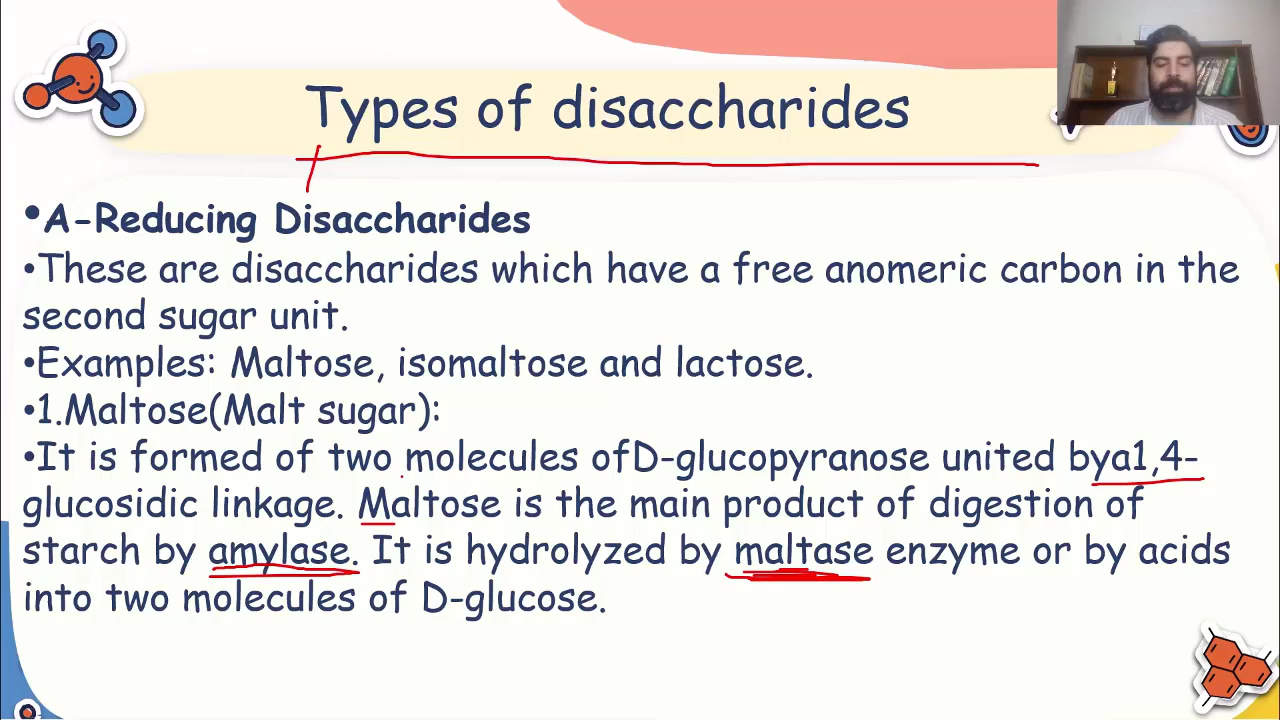 Types of disaccharides
•A-Reducing Disaccharides
•These are disaccharides which have a free anomeric carbon in the
second sugar unit.
•Examples: Maltose, isomaltose and lactose.
•1.Maltose(Malt sugar):
•It is formed of two molecules ofD-glucopyranose united bya1,4-
glucosidic linkage. Maltose is the main product of digestion of
starch by amylase. It is hydrolyzed by maltase enzyme or by acids
into two molecules of D-glucose.